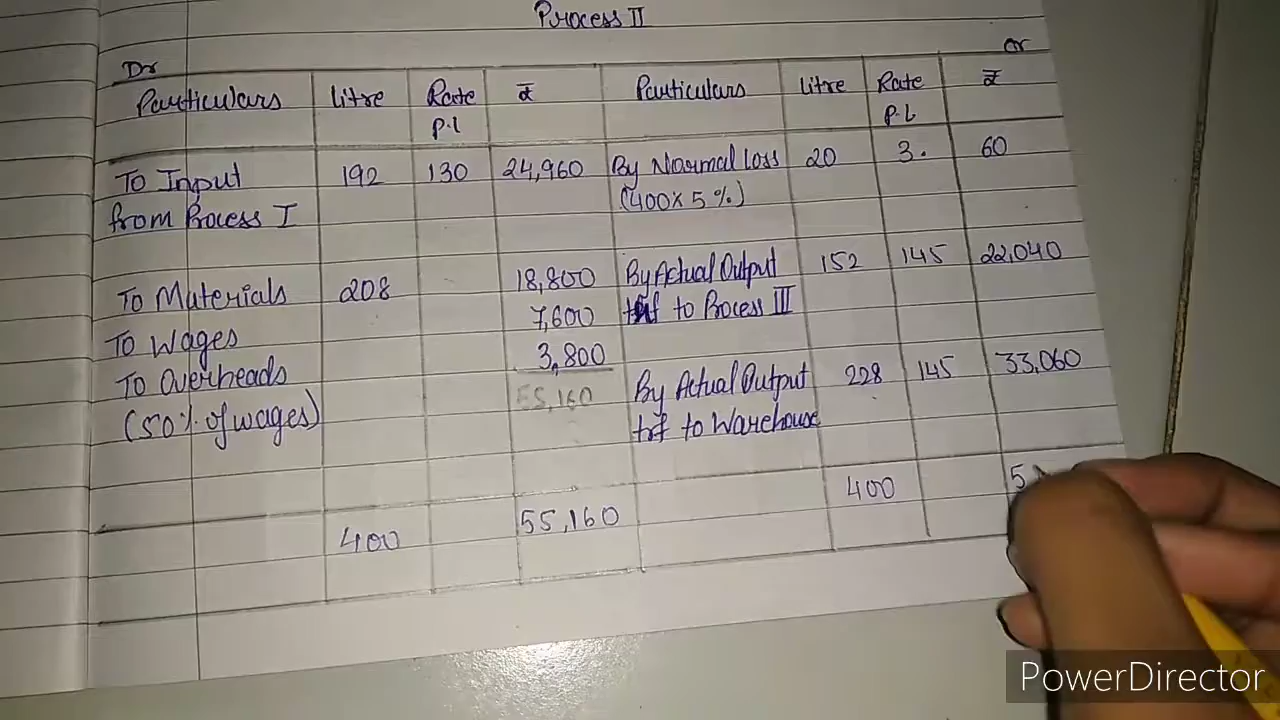 Process II
Dr
Cr
Particulars Litre Rate ₹ Particulars Litre Rate ₹
P.l P.L
To Input 192 130 24,960 By Normal Loss 20 3. 60
from Process I (400x5%)
To Materials 208 18,800 By Actual Output 152 145 22,040
To Wages 7,600 trf to Process III
To Overheads 3,800 By Actual Output 228 145 33,060
(50% of wages) 55,160 trf to Warehouse
400 55,160 400 5
PowerDirector